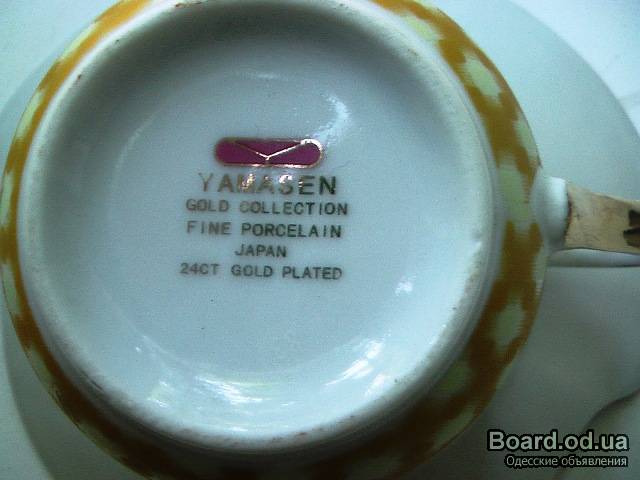 YAMASEN
GOLD COLLECTION
FINE PORCELAIN
JAPAN
24CT GOLD PLATED
Board.od.ua
Одесские объявления